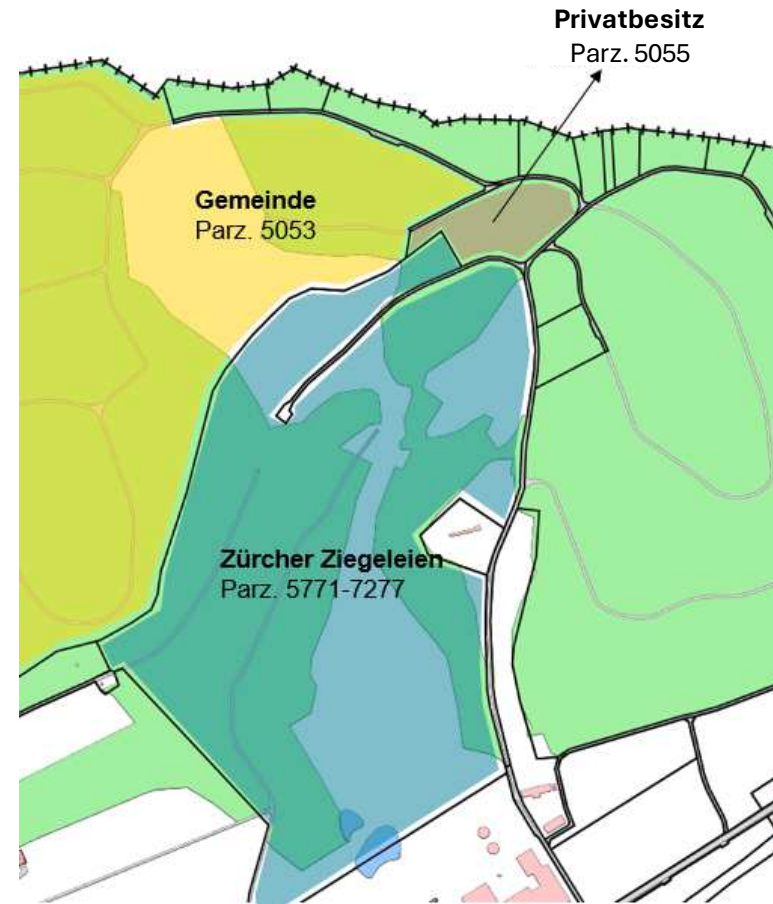 Privatbesitz
Parz. 5055
Gemeinde
Parz. 5053
Zürcher Ziegeleien
Parz. 5771-7277